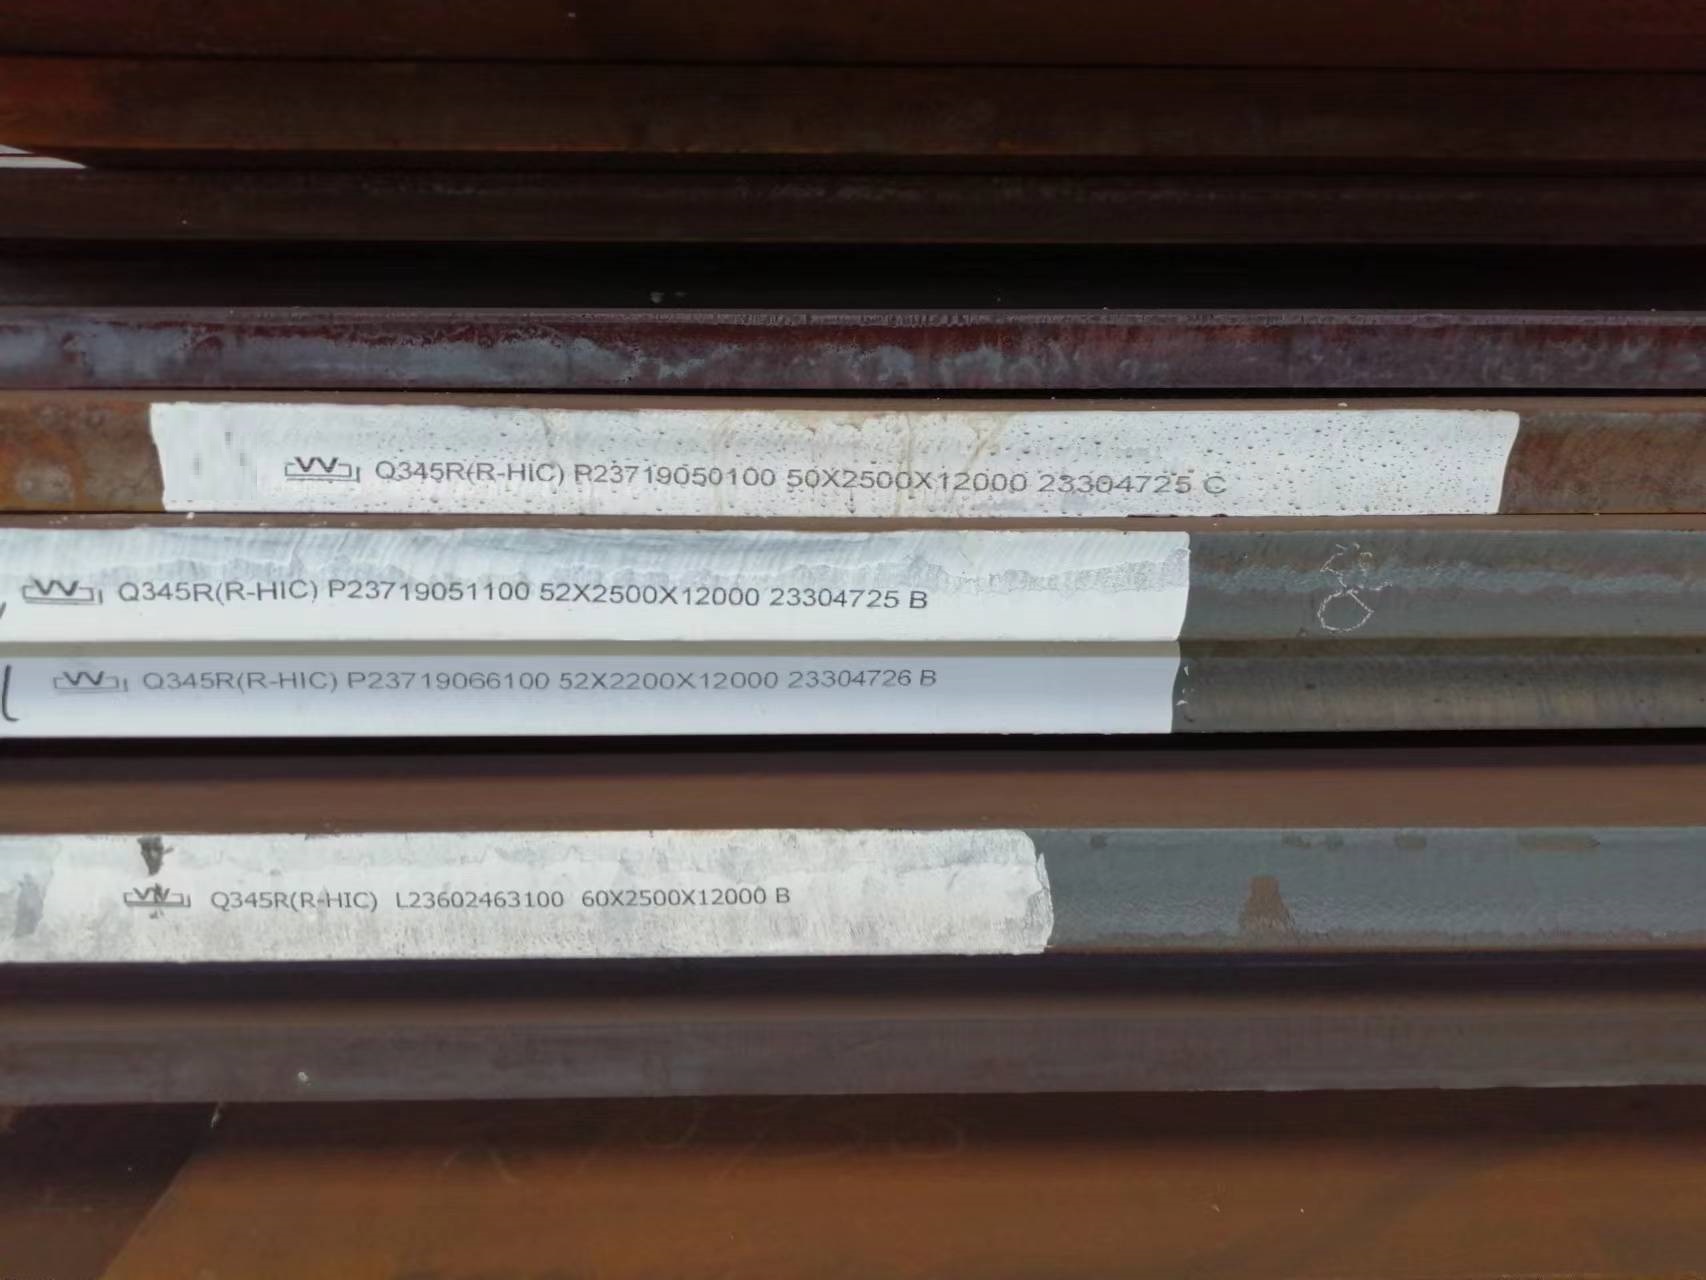 Q345R(R-HIC) P23719050100 50X2500X12000 23304725 C
Q345R(R-HIC) P23719051100 52X2500X12000 23304725 B
Q345R(R-HIC) P23719066100 52X2200X12000 23304726 B
Q345R(R-HIC) L23602463100 60X2500X12000 B